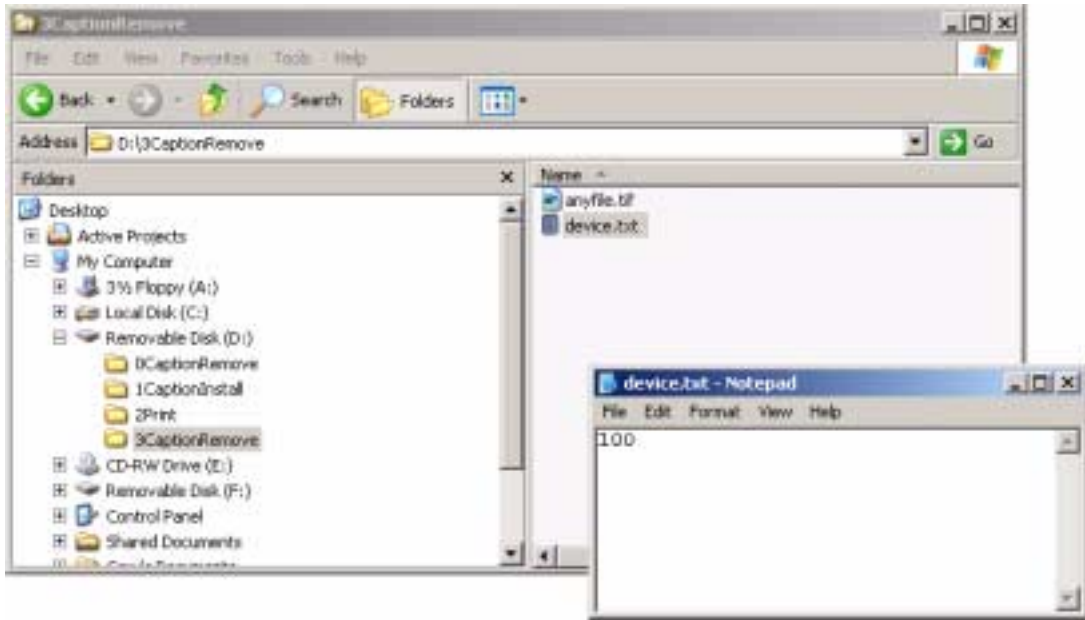 3CaptionRemove
File Edit View Favorites Tools Help
Back Search Folders
Address D:\3CaptionRemove Go
Folders
Name
anyfile.tif
device.txt
Desktop
Active Projects
My Computer
3½ Floppy (A:)
Local Disk (C:)
Removable Disk (D:)
0CaptionRemove
1CaptionInstall
2Print
3CaptionRemove
CD-RW Drive (E:)
Removable Disk (F:)
Control Panel
Shared Documents
device.txt - Notepad
File Edit Format View Help
100